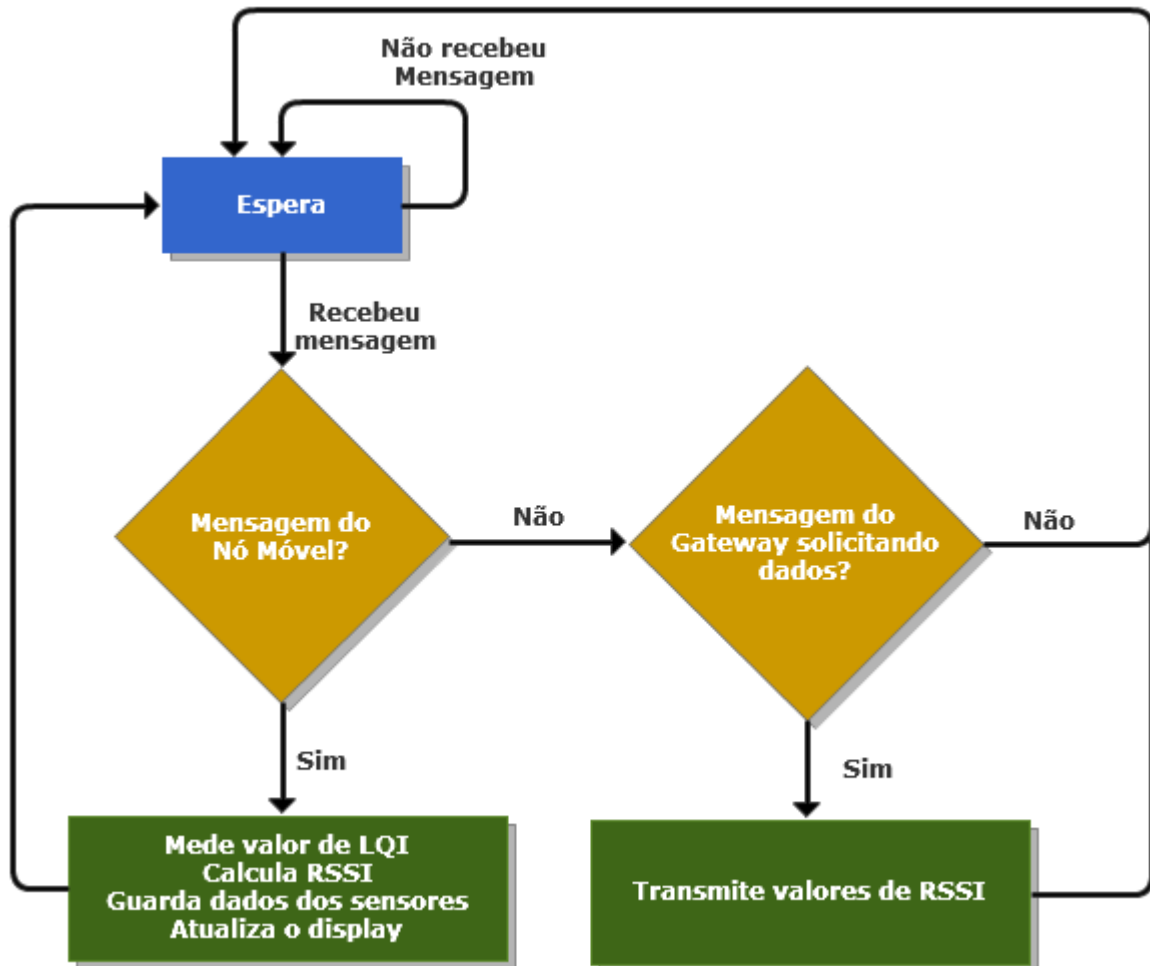 Não recebeu
Mensagem
Espera
Recebeu
mensagem
Mensagem do
Nó Móvel?
Não
Mensagem do
Gateway solicitando
dados?
Não
Sim
Sim
Mede valor de LQI
Calcula RSSI
Guarda dados dos sensores
Atualiza o display
Transmite valores de RSSI